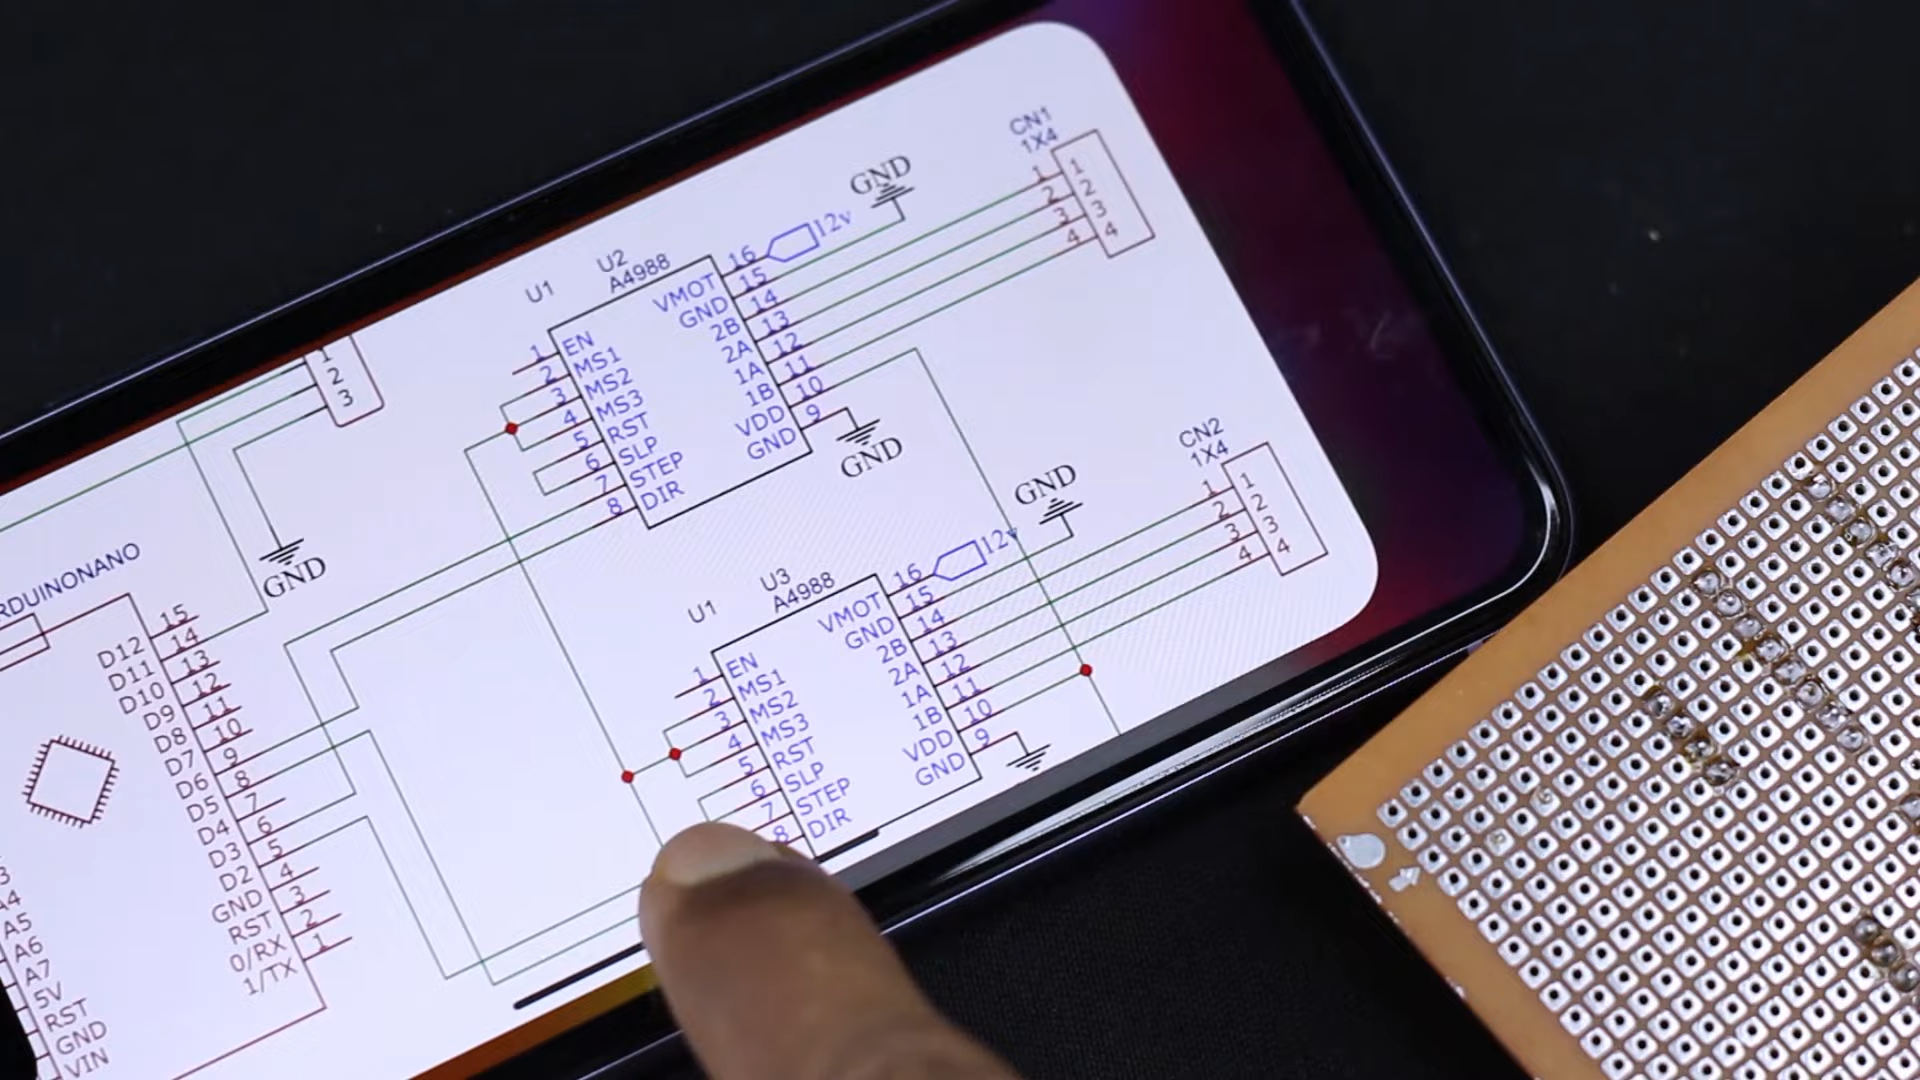 CN1
1X4
1
2
3
4
1
2
3
4
GND
12v
U1
U2
A4988
1
2
3
4
5
6
7
8
EN
MS1
MS2
MS3
RST
SLP
STEP
DIR
VMOT
GND
2B
2A
1A
1B
VDD
GND
16
15
14
13
12
11
10
9
GND
1
2
3
GND
CN2
1X4
1
2
3
4
1
2
3
4
GND
12v
U1
U3
A4988
1
2
3
4
5
6
7
8
EN
MS1
MS2
MS3
RST
SLP
STEP
DIR
VMOT
GND
2B
2A
1A
1B
VDD
GND
16
15
14
13
12
11
10
9
RDUINONANO
D12
D11
D10
D9
D8
D7
D6
D5
D4
D3
D2
GND
RST
0/RX
1/TX
15
14
13
12
11
10
9
8
7
6
5
4
3
2
1
A4
A5
A6
A7
5V
RST
GND
VIN